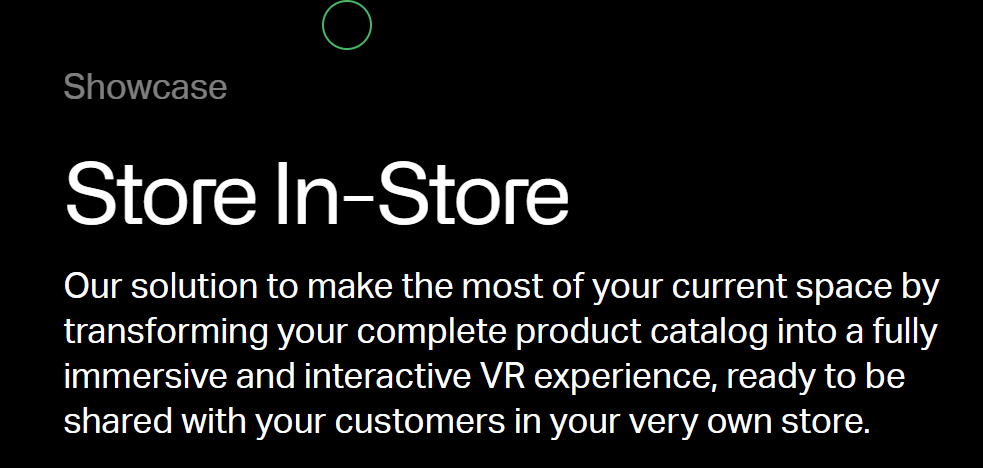 Showcase
Store In-Store
Our solution to make the most of your current space by
transforming your complete product catalog into a fully
immersive and interactive VR experience, ready to be
shared with your customers in your very own store.